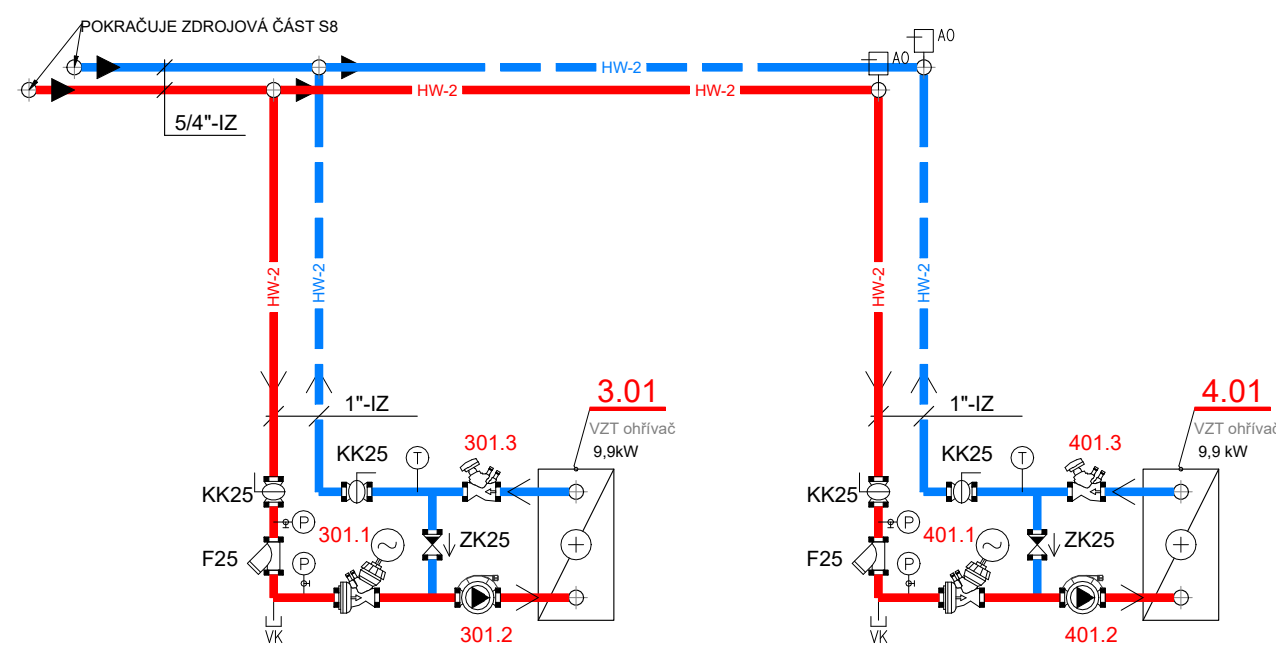 POKRAČUJE ZDROJOVÁ ČÁST S8
AO
AO
HW-2
HW-2
HW-2
5/4"-IZ
HW-2
HW-2
HW-2
HW-2
3.01
4.01
1"-IZ
1"-IZ
VZT ohřívač
VZT ohřívač
9,9kW
9,9 kW
301.3
401.3
KK25
T
KK25
T
KK25
KK25
P
301.1
P
401.1
F25
P
ZK25
F25
P
ZK25
VK
301.2
VK
401.2